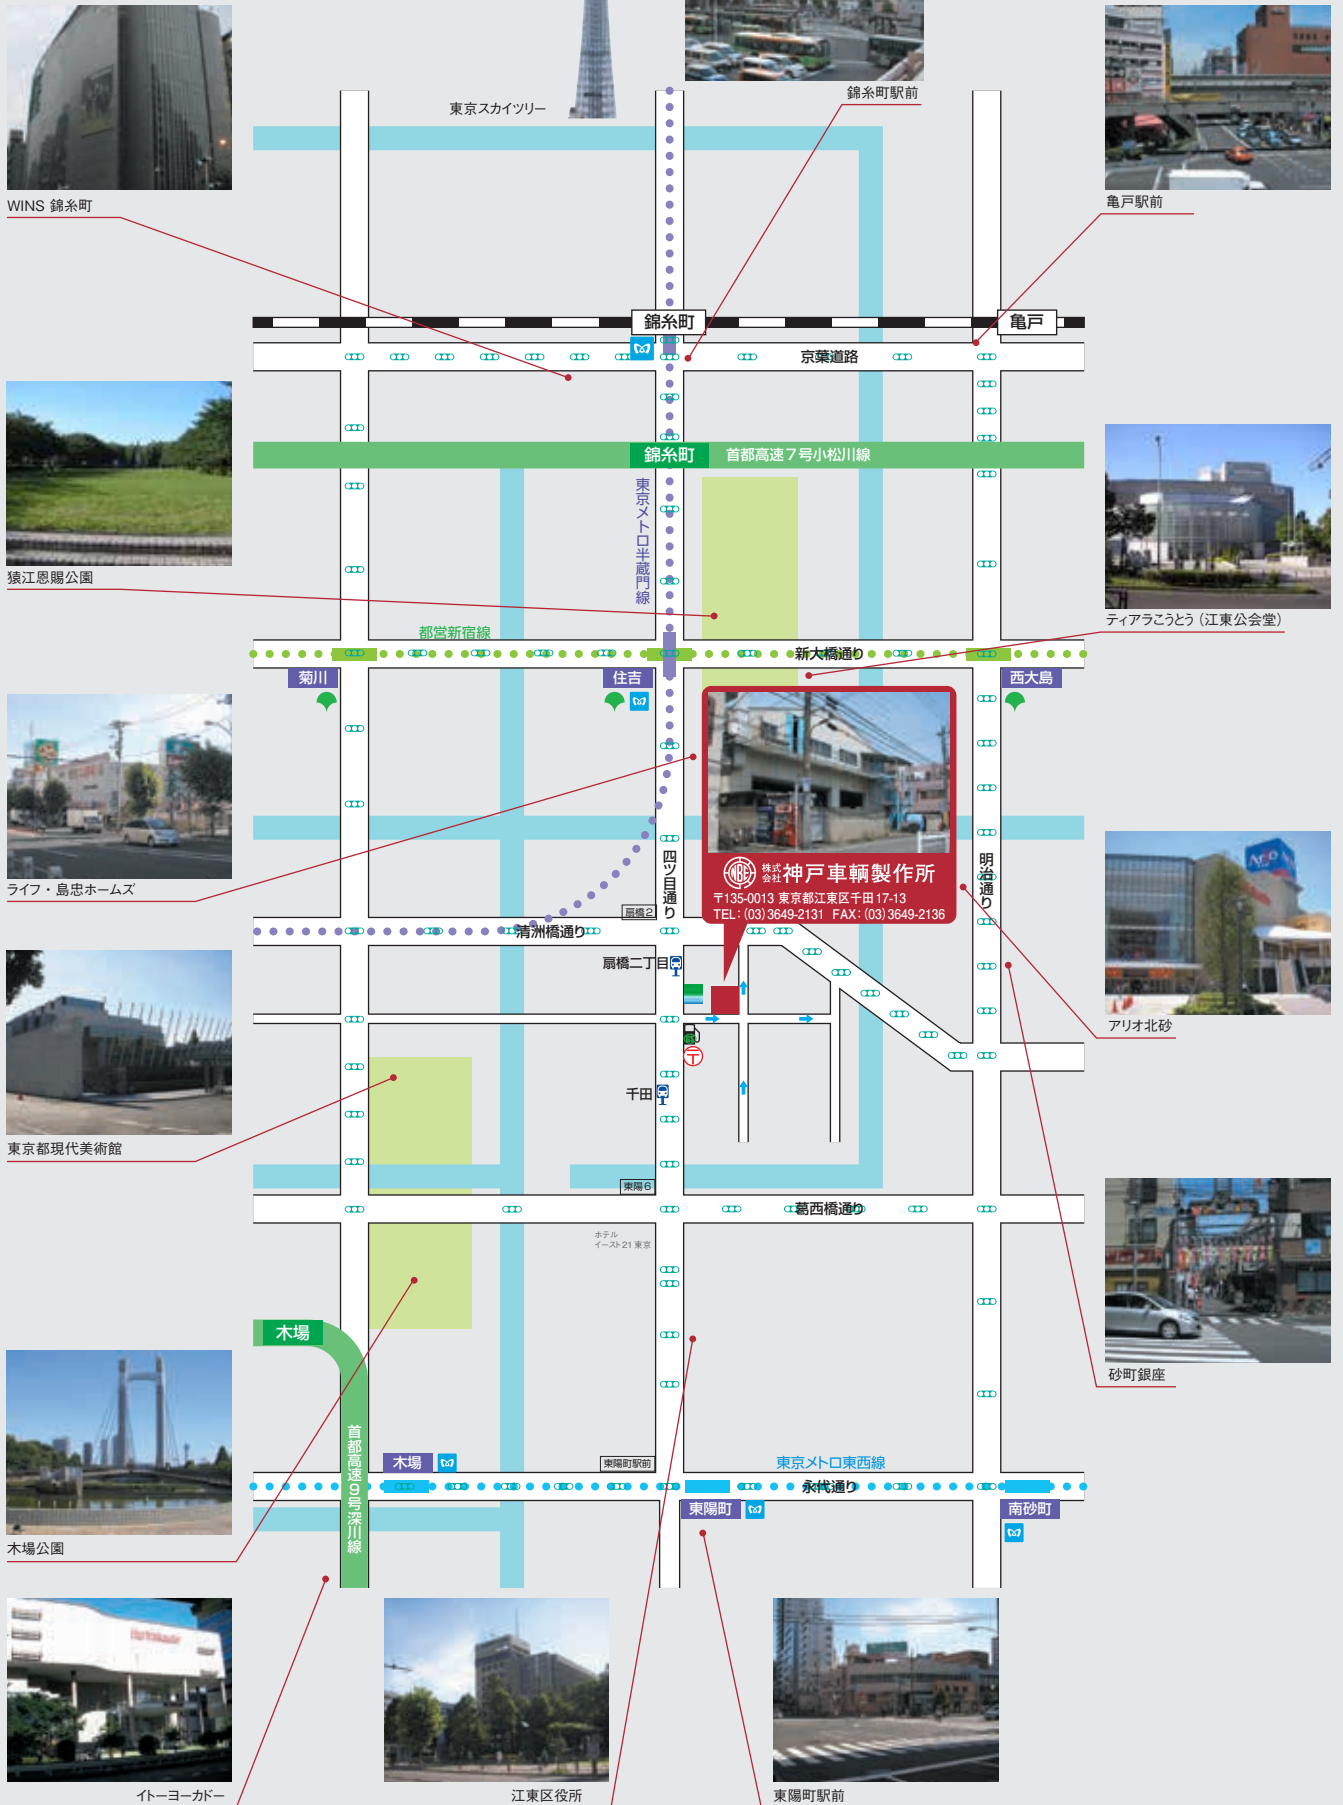 東京スカイツリー
錦糸町駅前
WINS 錦糸町
亀戸駅前
錦糸町
亀戸
京葉道路
錦糸町
首都高速7号小松川線
東京メトロ半蔵門線
猿江恩賜公園
ティアラこうとう(江東公会堂)
都営新宿線
新大橋通り
菊川
住吉
西大島
四ツ目通り
明治通り
株式会社 神戸車輌製作所
〒135-0013 東京都江東区千田17-13
TEL:(03)3649-2131 FAX:(03)3649-2136
ライフ・島忠ホームズ
扇橋2
清洲橋通り
扇橋二丁目
アリオ北砂
千田
東京都現代美術館
東陽6
葛西橋通り
ホテル
イースト21東京
木場
砂町銀座
首都高速9号深川線
木場
東陽町駅前
東京メトロ東西線
永代通り
東陽町
南砂町
木場公園
イトーヨーカドー
江東区役所
東陽町駅前